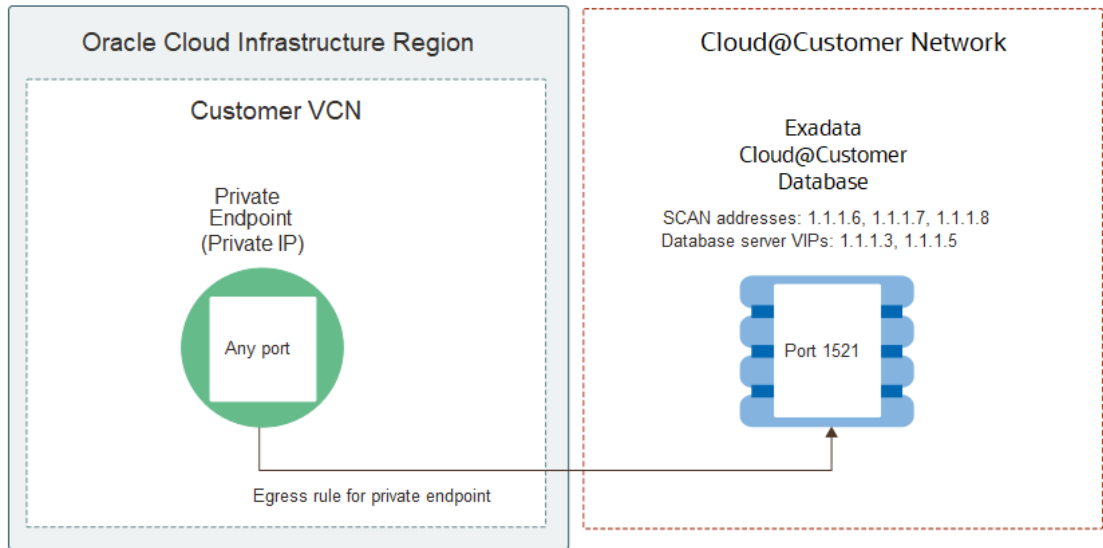 Oracle Cloud Infrastructure Region
Customer VCN
Private
Endpoint
(Private IP)
Any port
Egress rule for private endpoint
Cloud@Customer Network
Exadata
Cloud@Customer
Database
SCAN addresses: 1.1.1.6, 1.1.1.7, 1.1.1.8
Database server VIPs: 1.1.1.3, 1.1.1.5
Port 1521